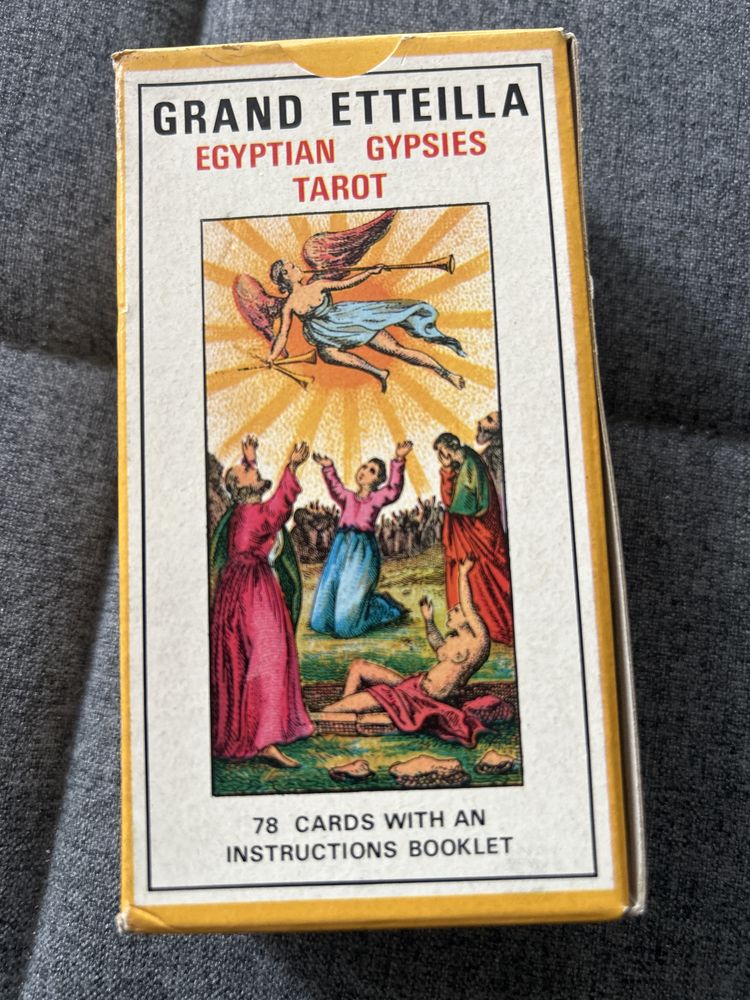 GRAND ETTEILLA
EGYPTIAN GYPSIES
TAROT
78 CARDS WITH AN
INSTRUCTIONS BOOKLET